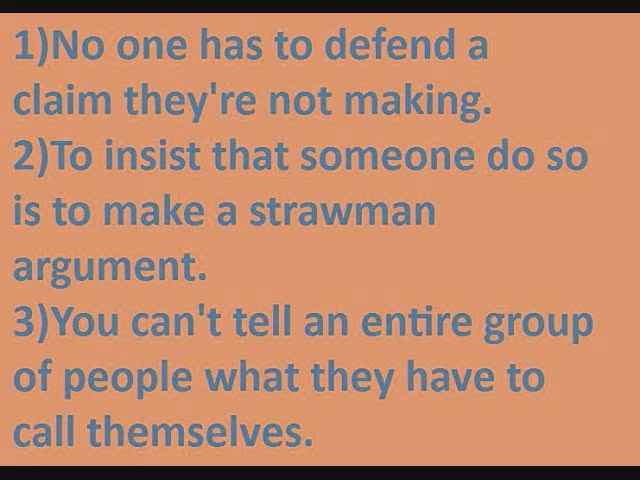 1)No one has to defend a
claim they're not making.
2)To insist that someone do so
is to make a strawman
argument.
3)You can't tell an entire group
of people what they have to
call themselves.